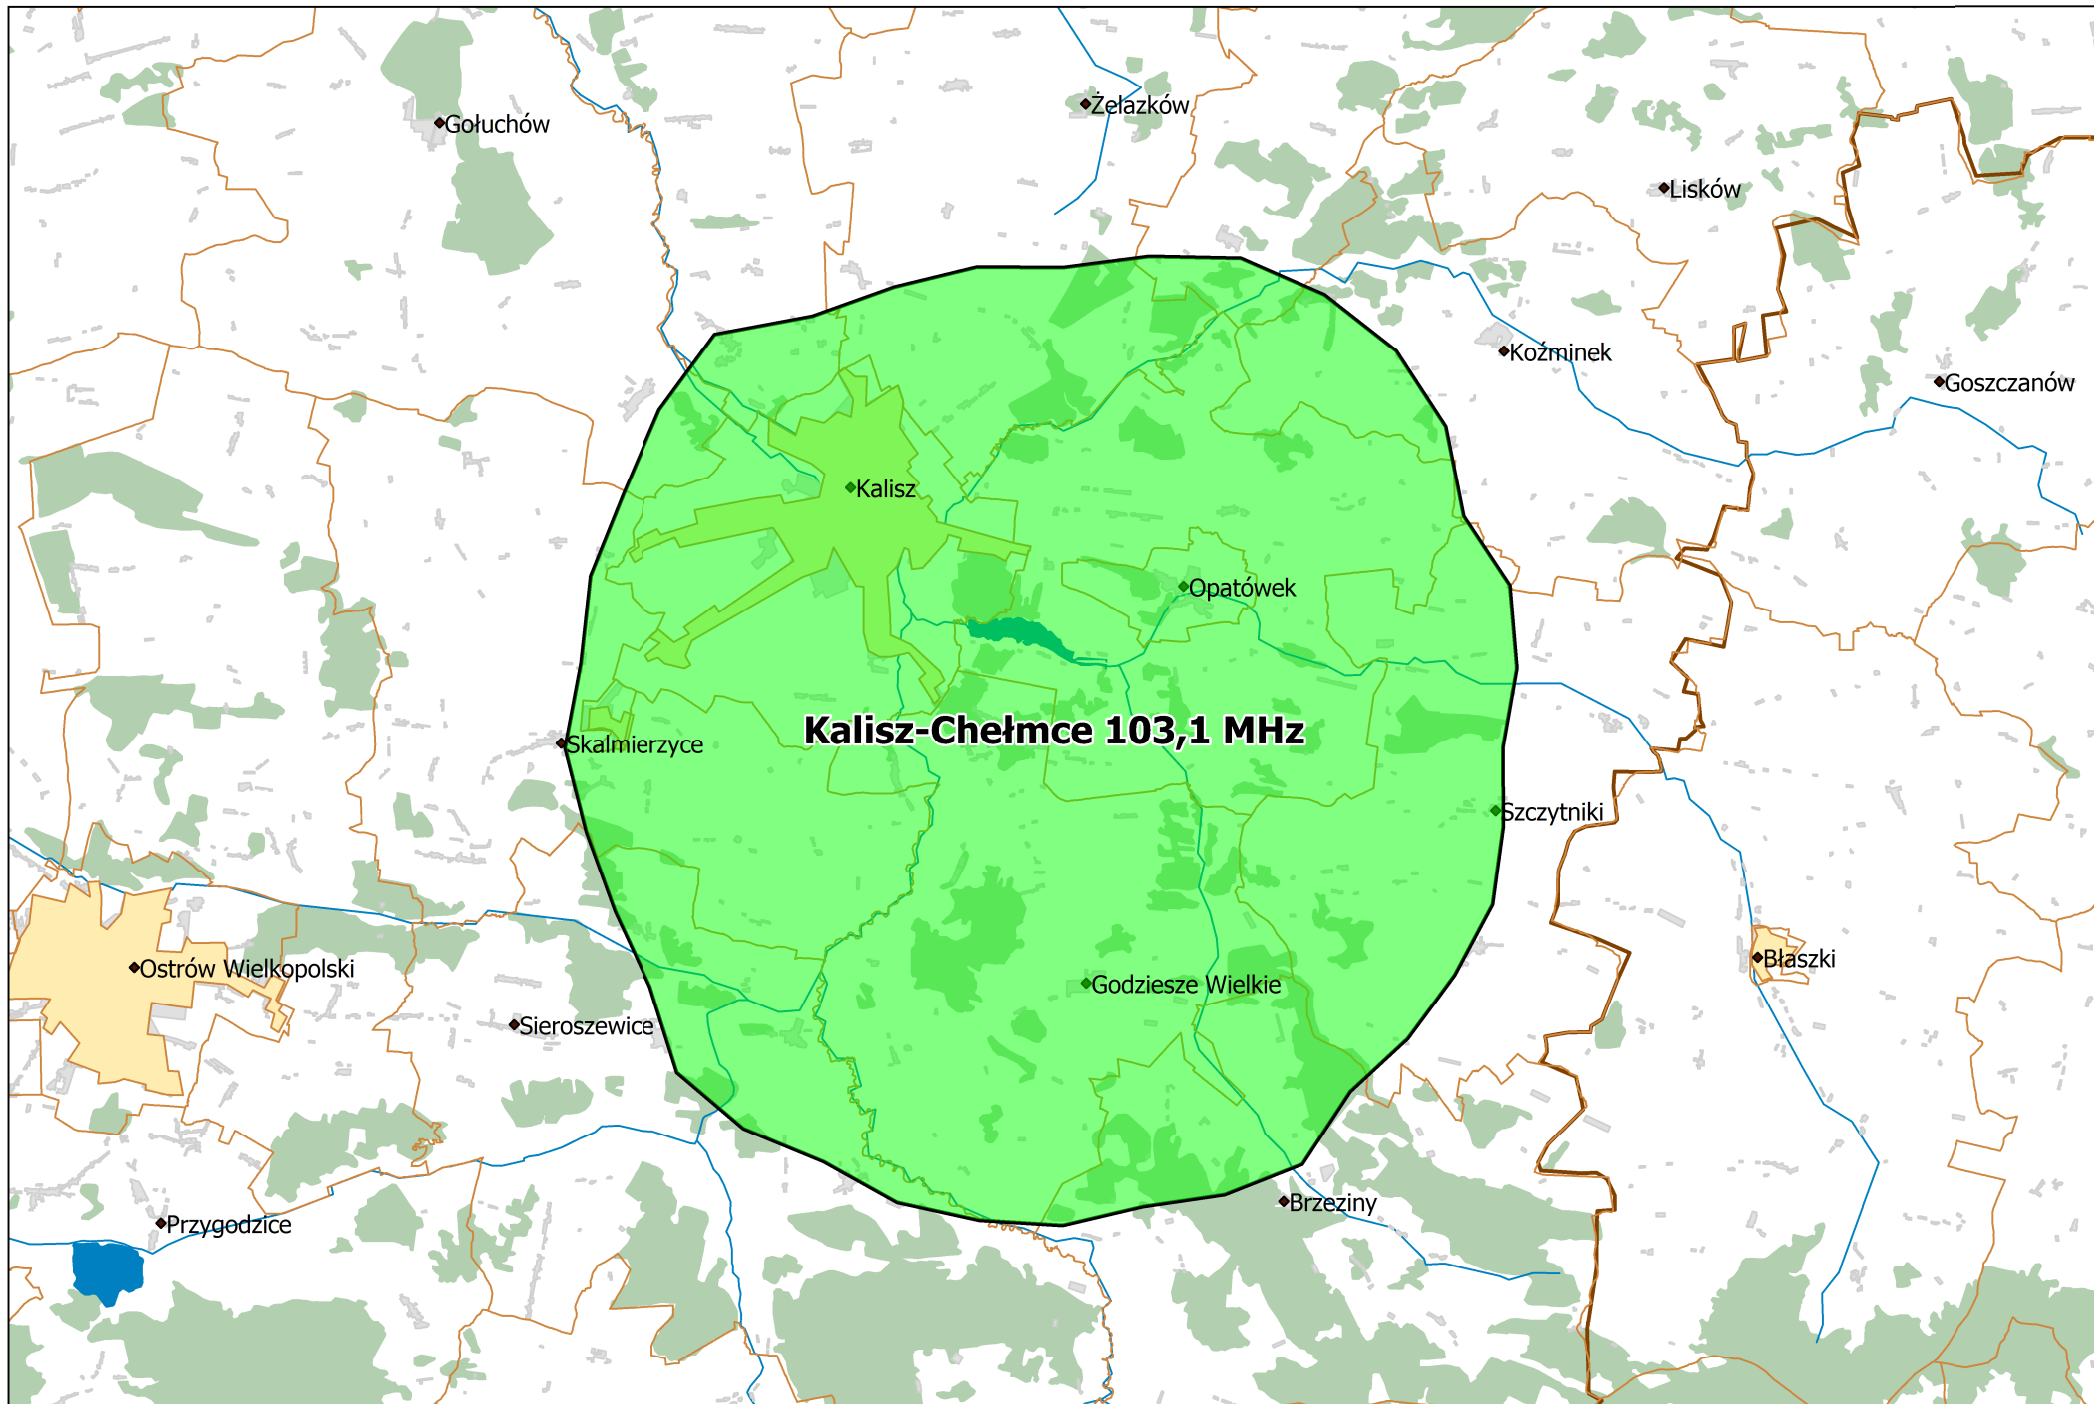 Żelazków
Gołuchów
Lisków
Koźminek
Goszczanów
Kalisz
Opatówek
Kalisz-Chełmce 103,1 MHz
Skalmierzyce
Szczytniki
Błaszki
Ostrów Wielkopolski
Godziesze Wielkie
Sieroszewice
Brzeziny
Przygodzice